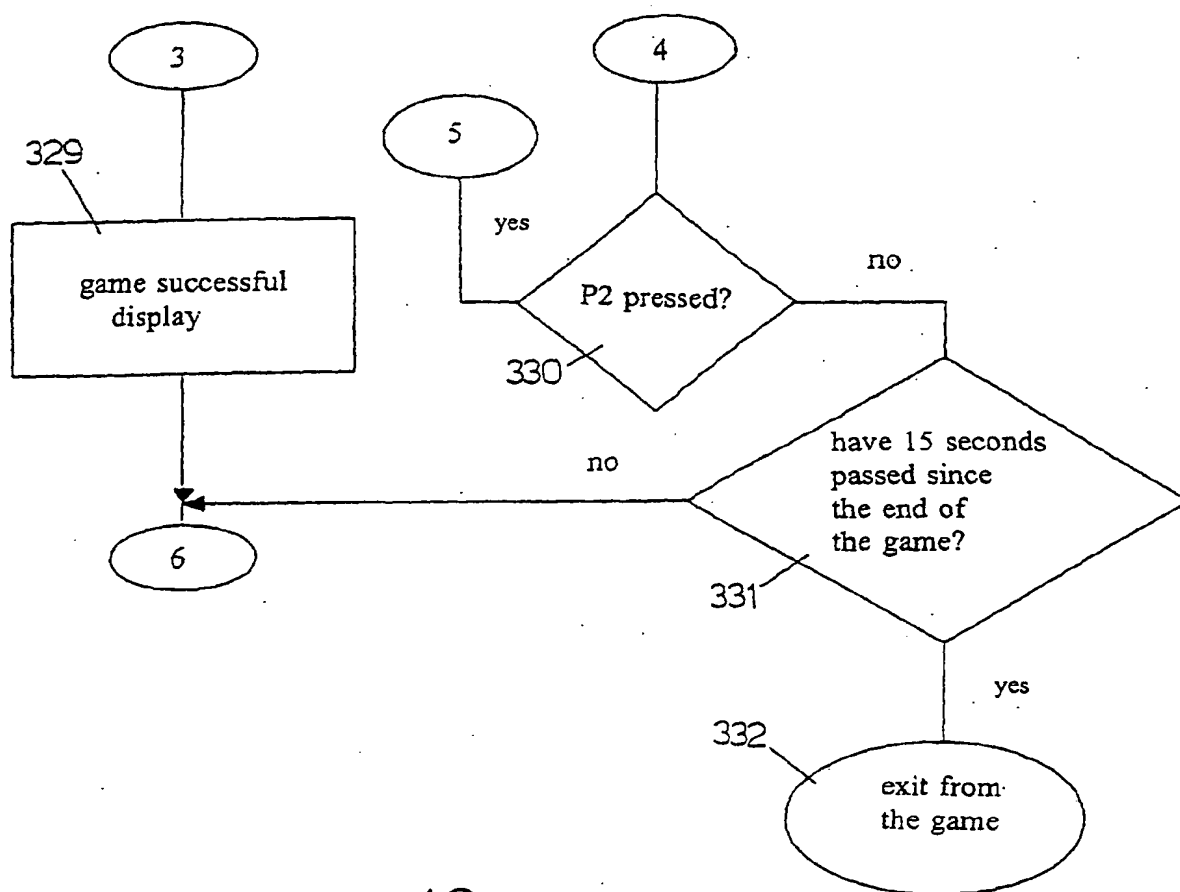 3
4
5
329
yes
no
game successful
display
P2 pressed?
330
have 15 seconds
passed since
the end of
the game?
no
6
331
yes
332
exit from
the game